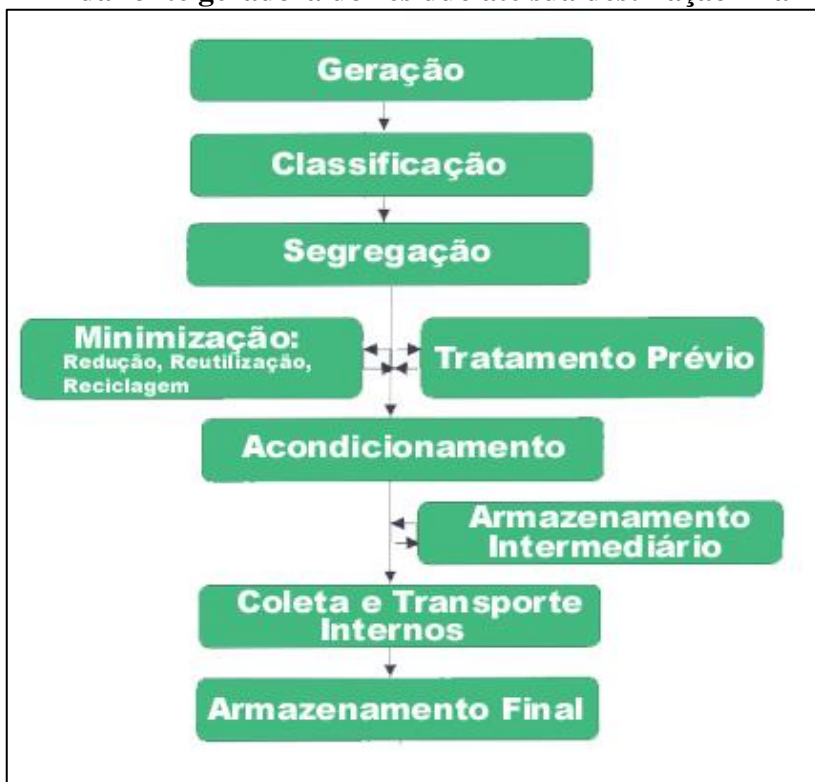 Geração
Classificação
Segregação
Minimização:
Redução, Reutilização,
Reciclagem
Tratamento Prévio
Acondicionamento
Armazenamento
Intermediário
Coleta e Transporte
Internos
Armazenamento Final